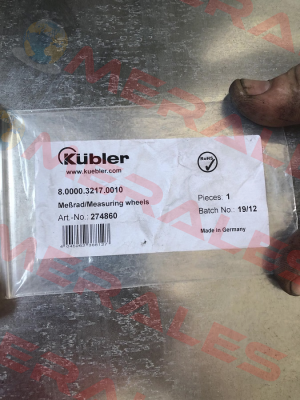 Kübler
www.kuebler.com
RoHS
8.0000.3217.0010
Meßrad/Measuring wheels
Art.-No.: 274860
Pieces: 1
Batch No.: 19/12
Made in Germany
MERALES